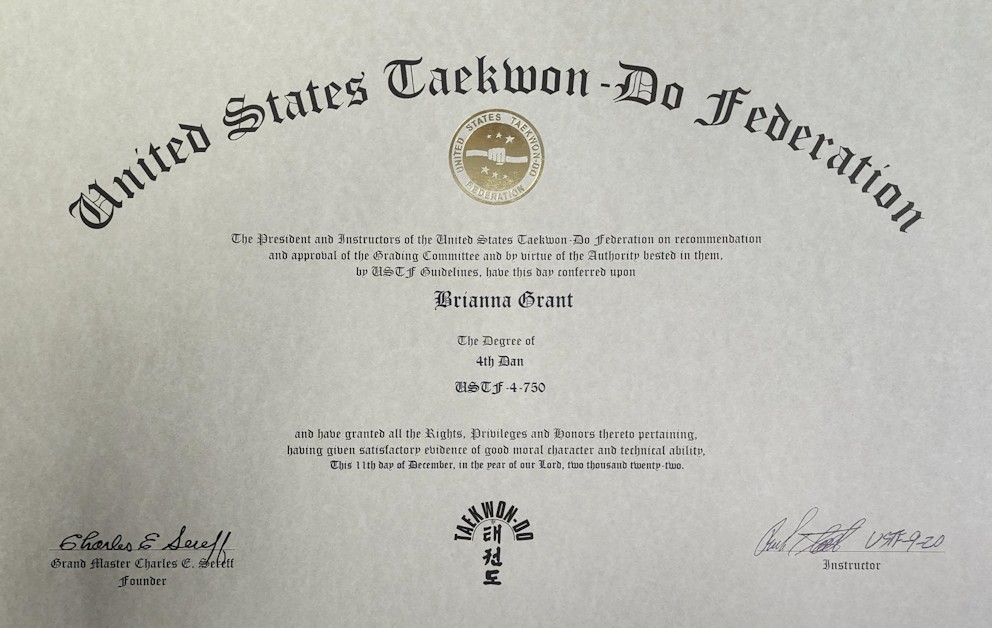 United States Taekwon-Do Federation
UNITED STATES TAEKWON-DO
FEDERATION
The President and Instructors of the United States Taekwon-Do Federation on recommendation
and approval of the Grading Committee and by virtue of the Authority bested in them,
by USTF Guidelines, have this day conferred upon
Brianna Grant
The Degree of
4th Dan
USTF-4-750
and have granted all the Rights, Privileges and Honors thereto pertaining,
having given satisfactory evidence of good moral character and technical ability,
This 11th day of December, in the year of our Lord, two thousand twenty-two.
TAEKWON-DO
태
권
도
Charles E Sereff
Grand Master Charles E. Sereff
Founder
USTF-9-20
Instructor